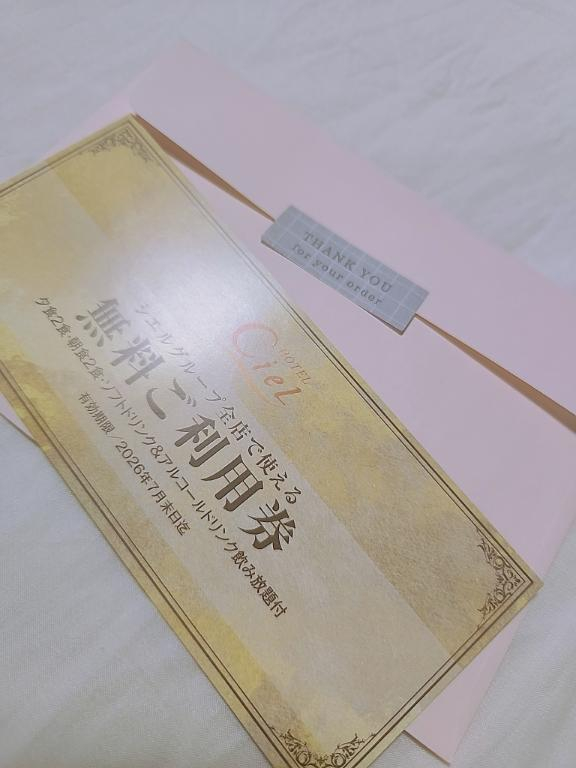 THANK YOU
for your order
HOTEL
Ciel
シエルグループ全店で使える
無料ご利用券
夕食2食・朝食2食・ソフトドリンク&アルコールドリンク飲み放題付
有効期限／2026年7月末日迄